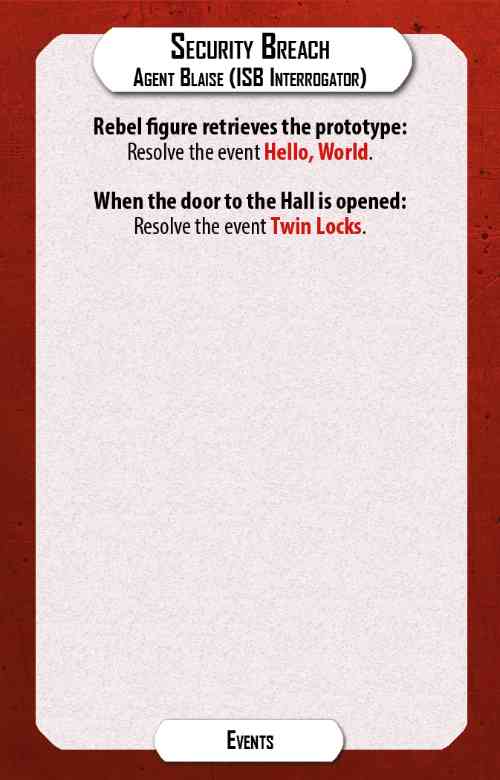 Security Breach
Agent Blaise (ISB Interrogator)
Rebel figure retrieves the prototype:
Resolve the event Hello, World.
When the door to the Hall is opened:
Resolve the event Twin Locks.
Events